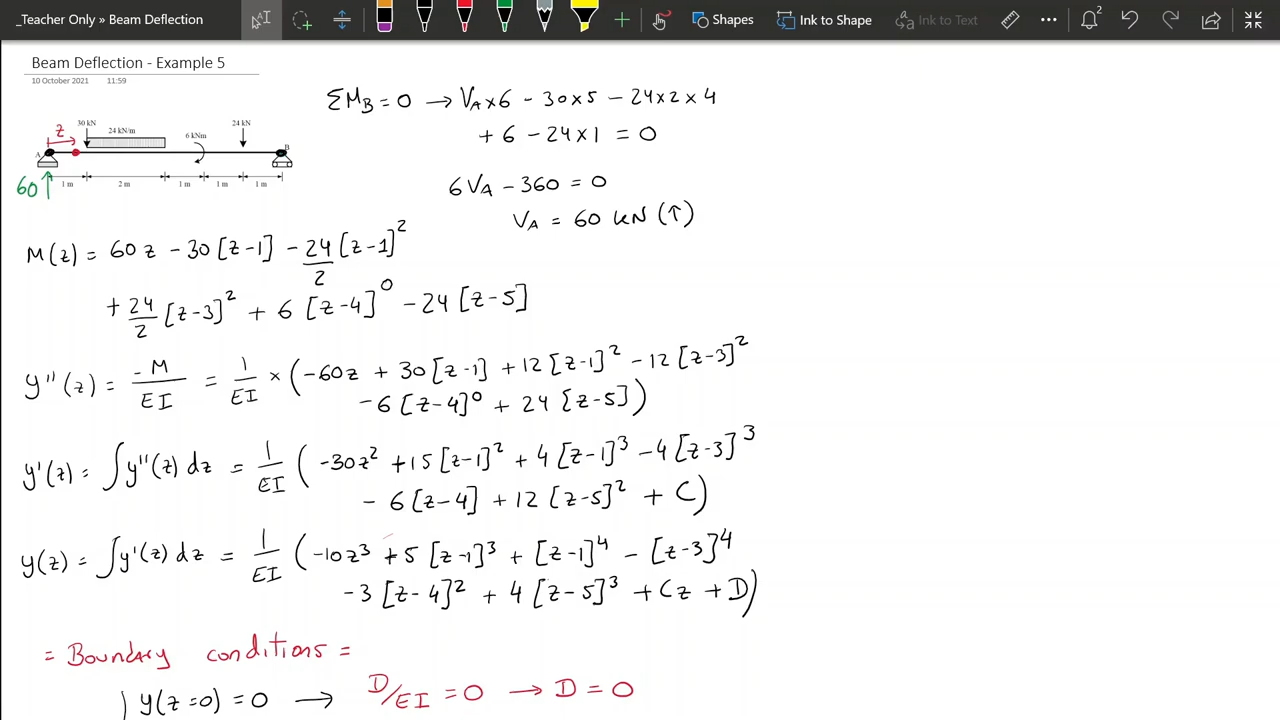 _Teacher Only » Beam Deflection
Shapes
Ink to Shape
Ink to Text
2
Beam Deflection - Example 5
10 October 2021 11:59
ΣM_B = 0 → V_A×6 - 30×5 - 24×2×4
+ 6 - 24×1 = 0
6V_A - 360 = 0
V_A = 60 kN (↑)
30 kN
24 kN/m
6 kNm
24 kN
z
A
B
60 ↑
1 m
2 m
1 m
1 m
1 m
M(z) = 60z - 30[z-1] - 24/2 [z-1]²
+ 24/2 [z-3]² + 6[z-4]⁰ - 24[z-5]
y''(z) = -M/EI = 1/EI × (-60z + 30[z-1] + 12[z-1]² - 12[z-3]²
-6[z-4]⁰ + 24[z-5])
y'(z) = ∫y''(z) dz = 1/EI (-30z² + 15[z-1]² + 4[z-1]³ - 4[z-3]³
- 6[z-4] + 12[z-5]² + C)
y(z) = ∫y'(z) dz = 1/EI (-10z³ + 5[z-1]³ + [z-1]⁴ - [z-3]⁴
-3[z-4]² + 4[z-5]³ + Cz + D)
= Boundary conditions =
y(z=0) = 0 → D/EI = 0 → D = 0